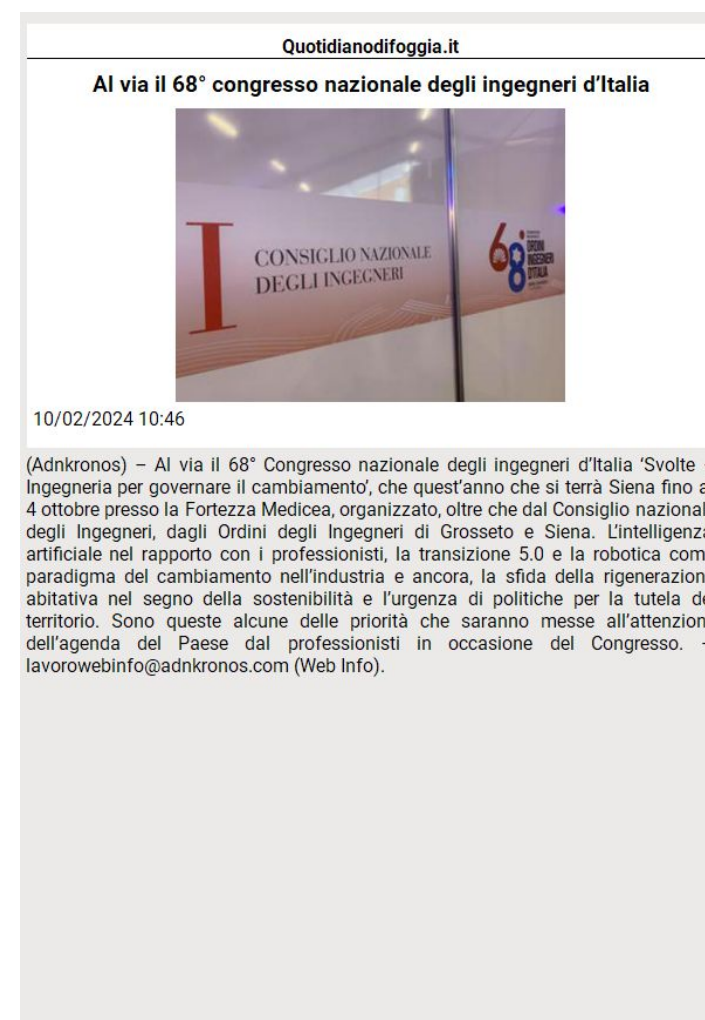 Quotidianodifoggia.it
Al via il 68° congresso nazionale degli ingegneri d'Italia
I
CONSIGLIO NAZIONALE
DEGLI INGEGNERI
68°
ORDINI
INGEGNERI
D'ITALIA
10/02/2024 10:46
(Adnkronos) – Al via il 68° Congresso nazionale degli ingegneri d'Italia 'Svolte -
Ingegneria per governare il cambiamento', che quest'anno che si terrà Siena fino a
4 ottobre presso la Fortezza Medicea, organizzato, oltre che dal Consiglio nazional
degli Ingegneri, dagli Ordini degli Ingegneri di Grosseto e Siena. L'intelligenza
artificiale nel rapporto con i professionisti, la transizione 5.0 e la robotica com
paradigma del cambiamento nell'industria e ancora, la sfida della rigenerazion
abitativa nel segno della sostenibilità e l'urgenza di politiche per la tutela de
territorio. Sono queste alcune delle priorità che saranno messe all'attenzion
dell'agenda del Paese dal professionisti in occasione del Congresso. -
lavorowebinfo@adnkronos.com (Web Info).